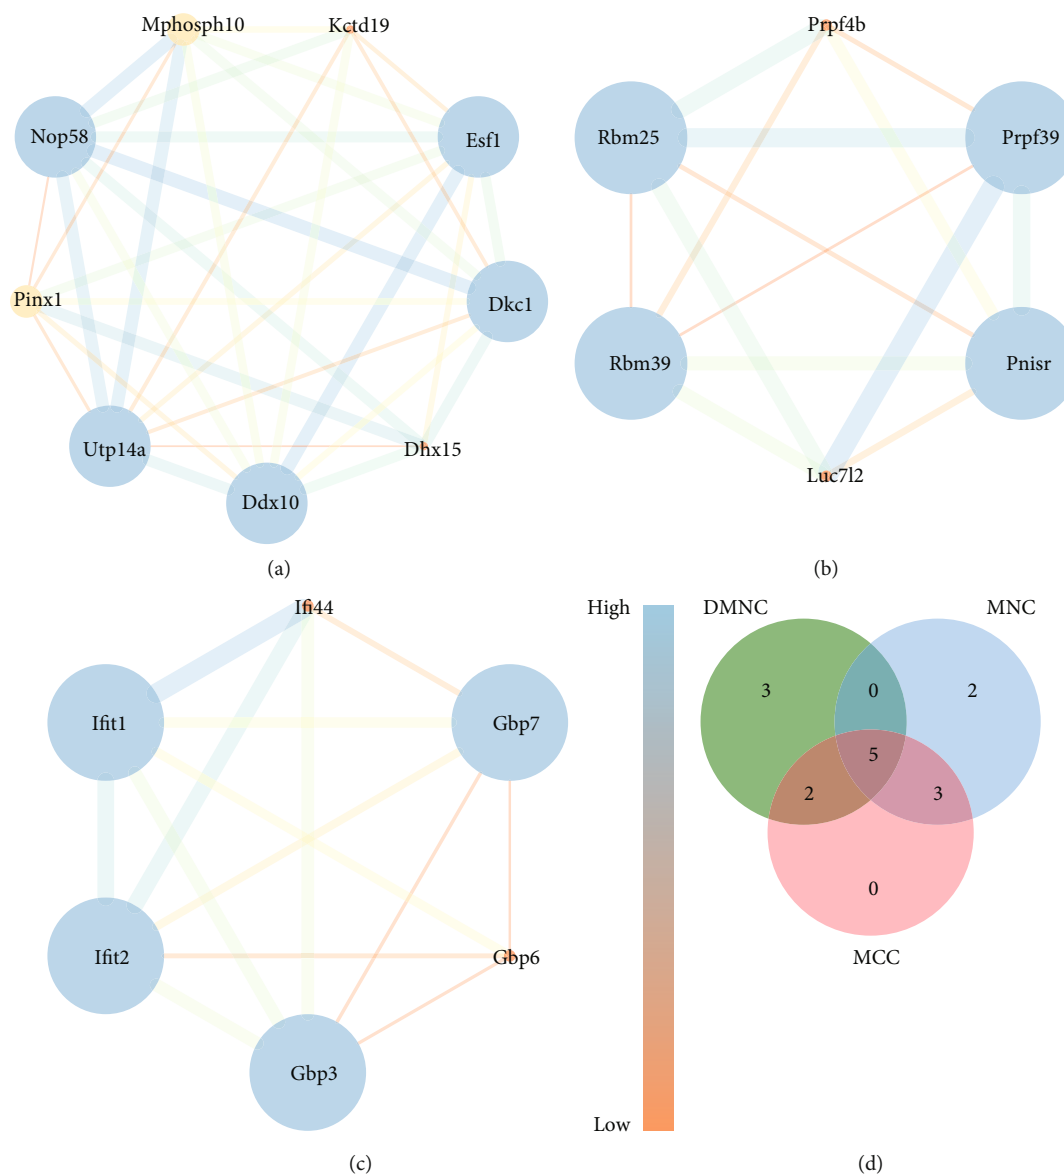 Mphosph10
Kctd19
Nop58
Esf1
Pinx1
Dkc1
Utp14a
Dhx15
Ddx10
(a)
Prpf4b
Rbm25
Prpf39
Rbm39
Pnisr
Luc7l2
(b)
Ifi44
Ifit1
Gbp7
Ifit2
Gbp6
Gbp3
(c)
High
Low
DMNC
MNC
3
0
2
5
2
3
0
MCC
(d)